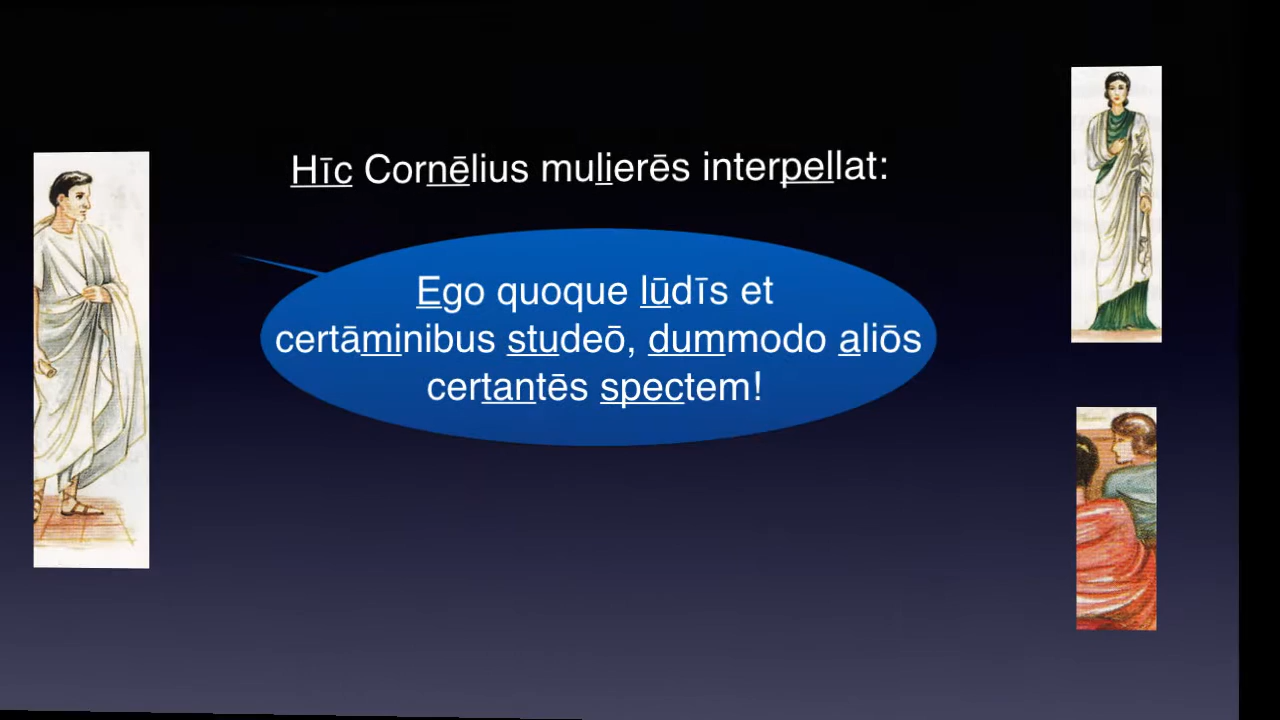 Hīc Cornēlius mulierēs interpellat:
Ego quoque lūdīs et
certāminibus studeō, dummodo aliōs
certantēs spectem!